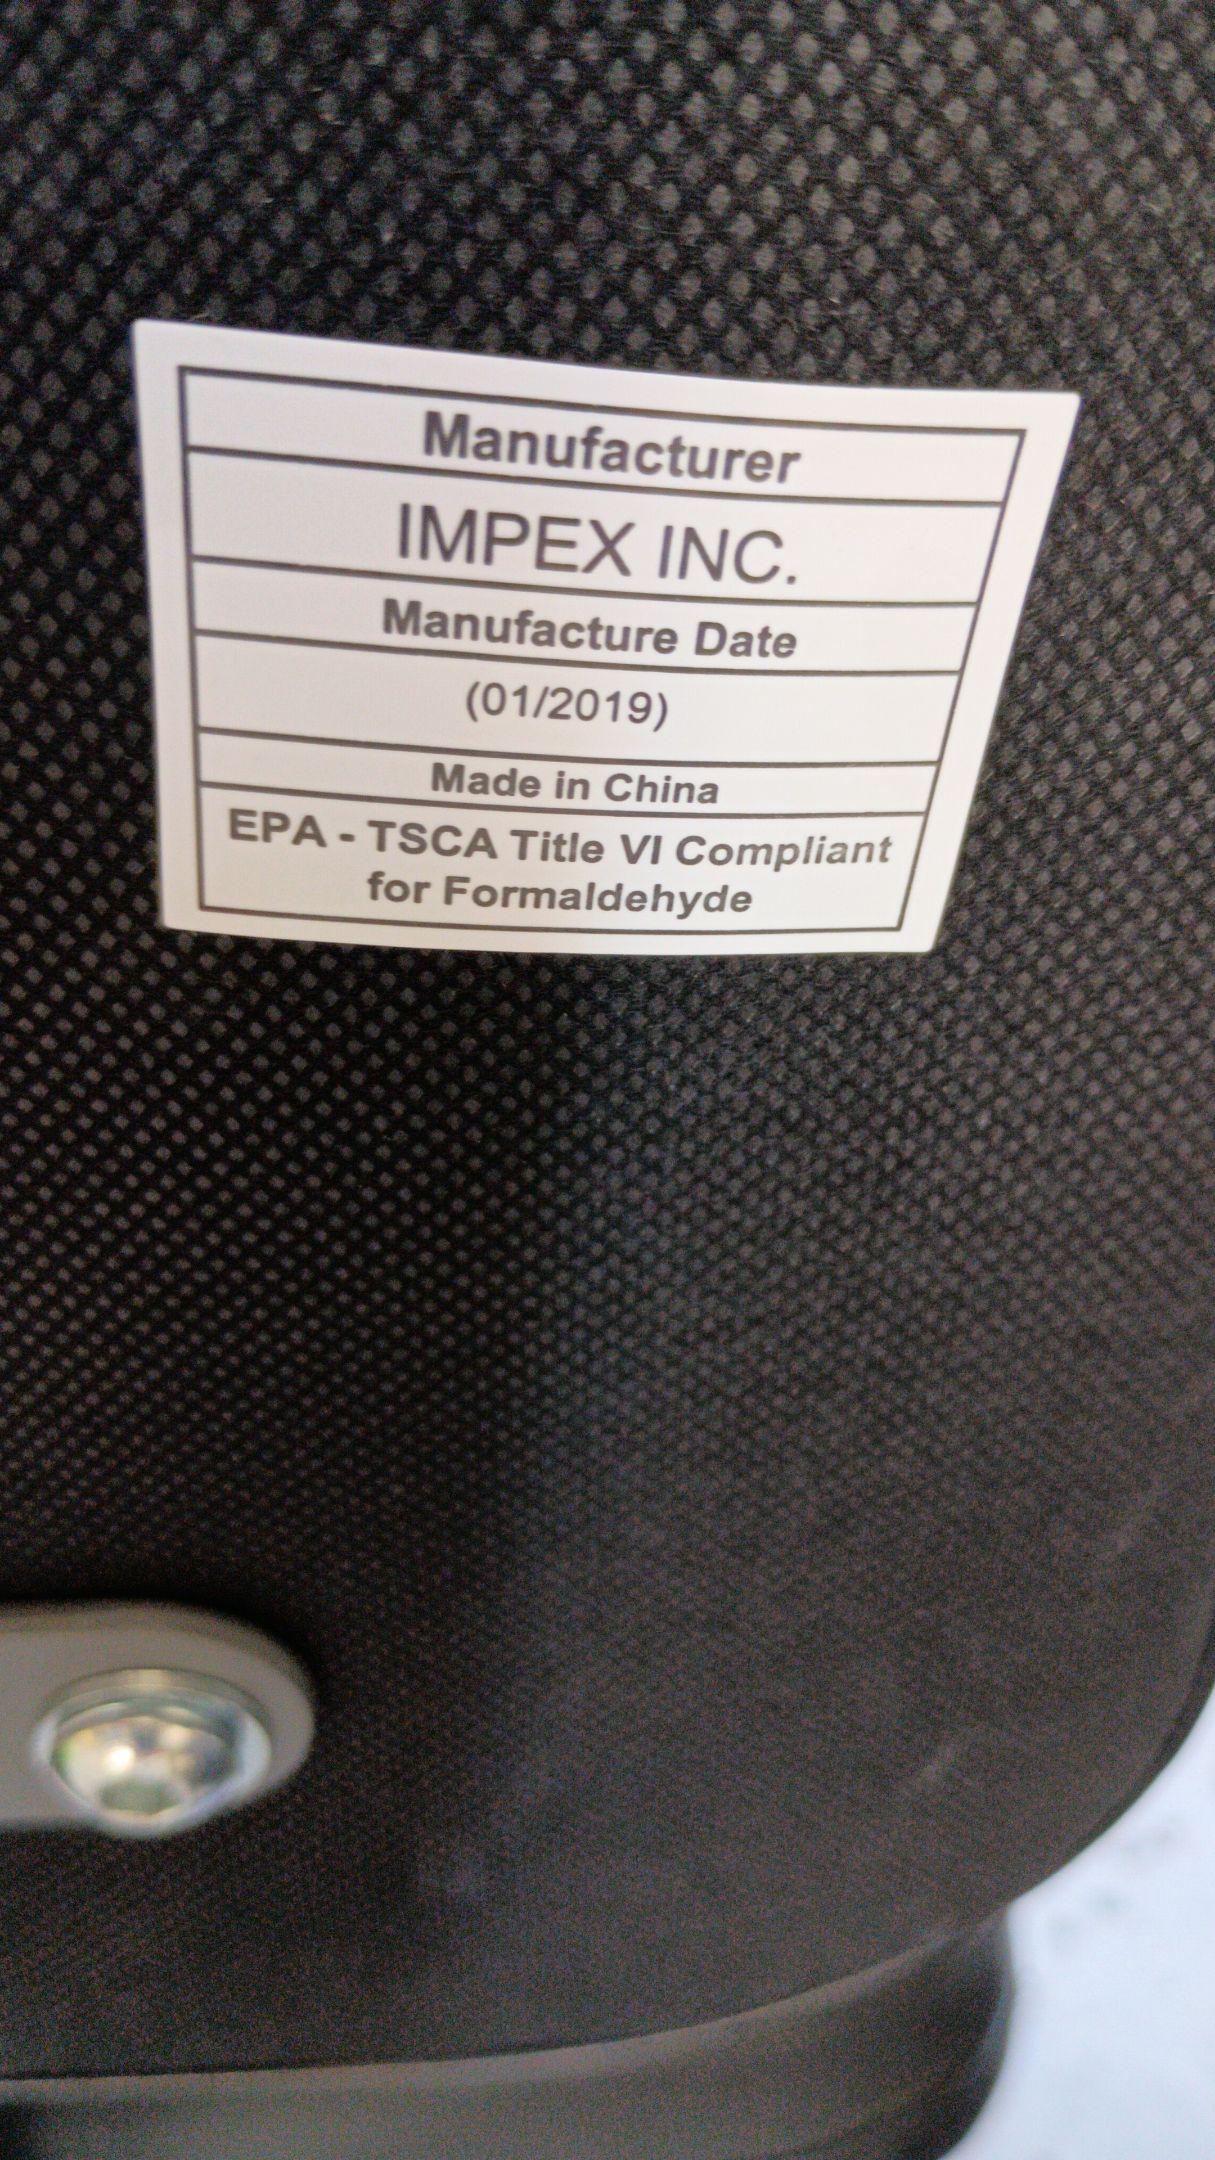 Manufacturer
IMPEX INC.
Manufacture Date
(01/2019)
Made in China
EPA - TSCA Title VI Compliant
for Formaldehyde